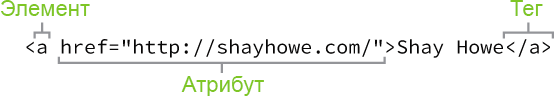 Элемент Тег
<a href="http://shayhowe.com/">Shay Howe</a>
Атрибут